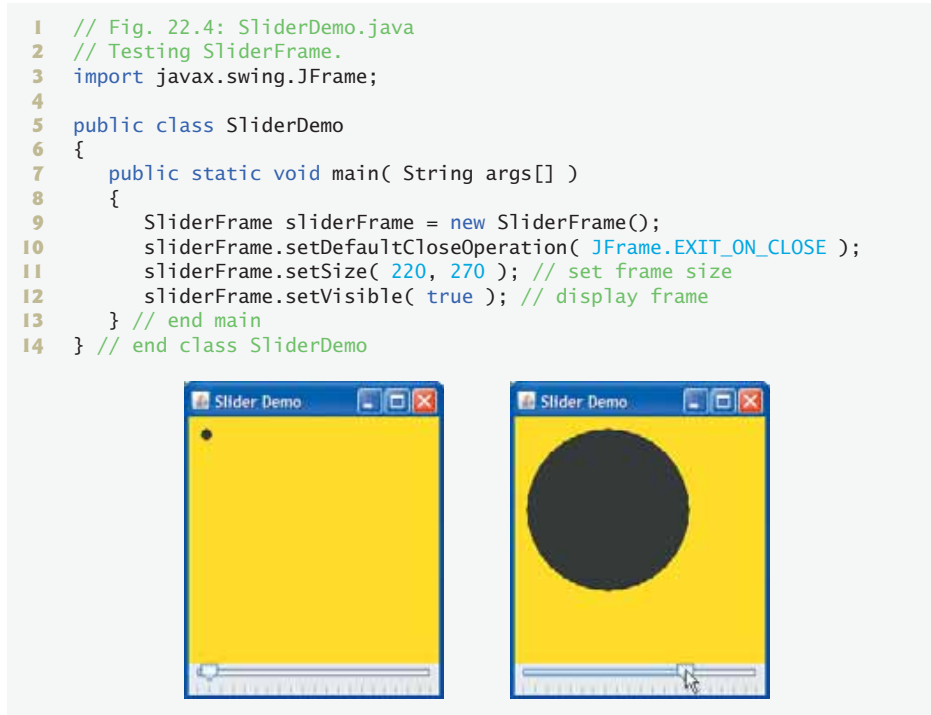 1 // Fig. 22.4: SliderDemo.java
2 // Testing SliderFrame.
3 import javax.swing.JFrame;
4
5 public class SliderDemo
6 {
7    public static void main( String args[] )
8    {
9       SliderFrame sliderFrame = new SliderFrame();
10       sliderFrame.setDefaultCloseOperation( JFrame.EXIT_ON_CLOSE );
11       sliderFrame.setSize( 220, 270 ); // set frame size
12       sliderFrame.setVisible( true ); // display frame
13    } // end main
14 } // end class SliderDemo
Slider Demo
Slider Demo